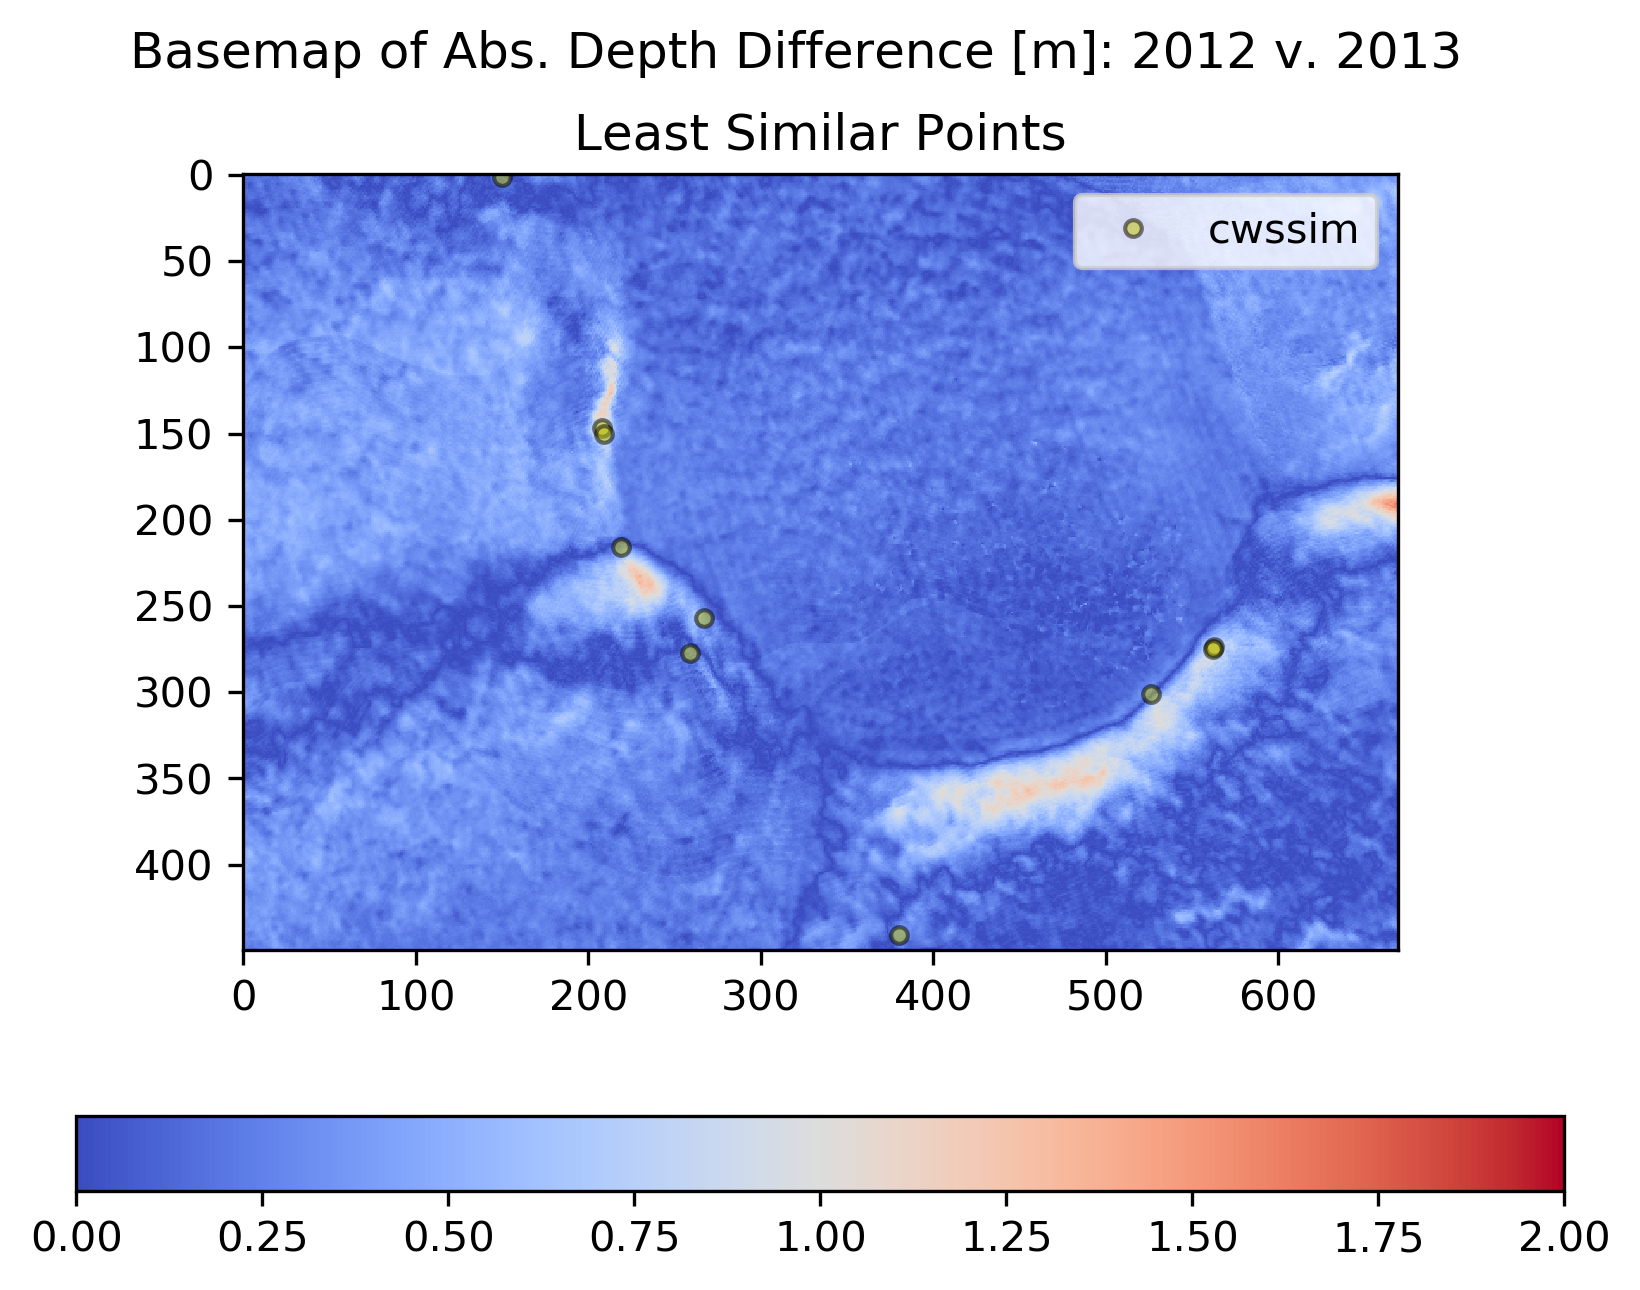 Basemap of Abs. Depth Difference [m]: 2012 v. 2013
Least Similar Points
cwssim
0
50
100
150
200
250
300
350
400
0 100 200 300 400 500 600
0.00 0.25 0.50 0.75 1.00 1.25 1.50 1.75 2.00